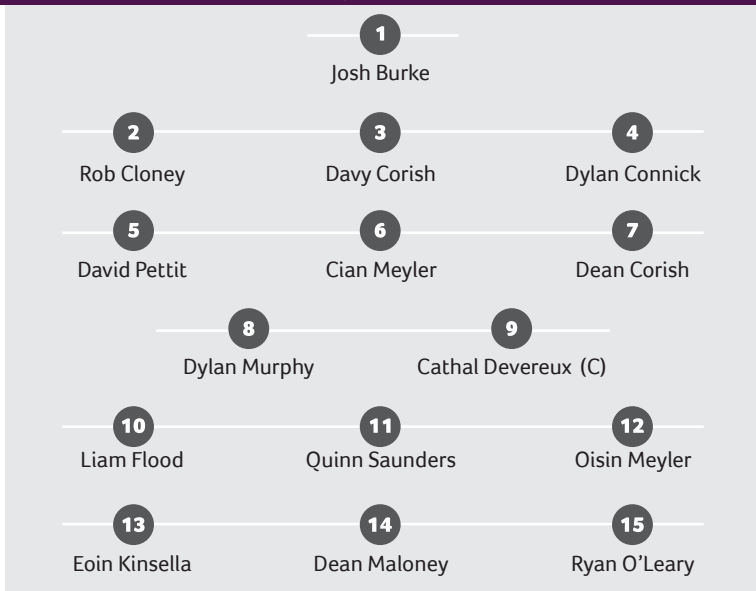 1
Josh Burke
2 3 4
Rob Cloney Davy Corish Dylan Connick
5 6 7
David Pettit Cian Meyler Dean Corish
8 9
Dylan Murphy Cathal Devereux (C)
10 11 12
Liam Flood Quinn Saunders Oisin Meyler
13 14 15
Eoin Kinsella Dean Maloney Ryan O’Leary